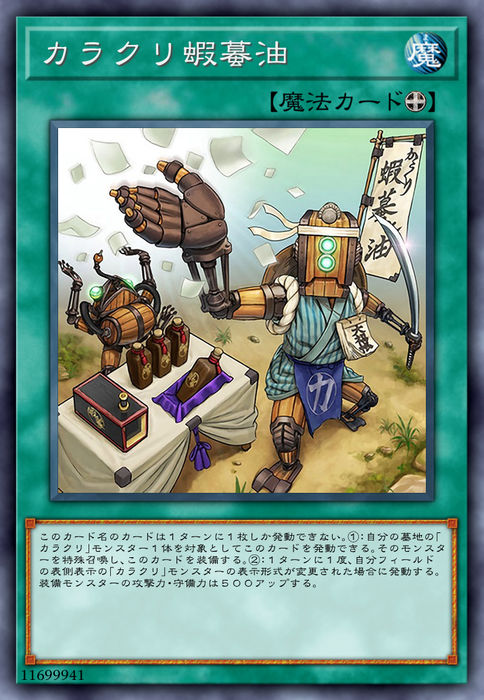 カラクリ蝦蟇油
魔
【魔法カード】
からくり
蝦蟇油
カ
このカード名のカードは1ターンに1枚しか発動できない。①:自分の墓地の「
カラクリ」モンスター1体を対象としてこのカードを発動できる。そのモンスタ
ーを特殊召喚し、このカードを装備する。②:1ターンに1度、自分フィールド
の表側表示の「カラクリ」モンスターの表示形式が変更された場合に発動する。
装備モンスターの攻撃力・守備力は500アップする。
11699941